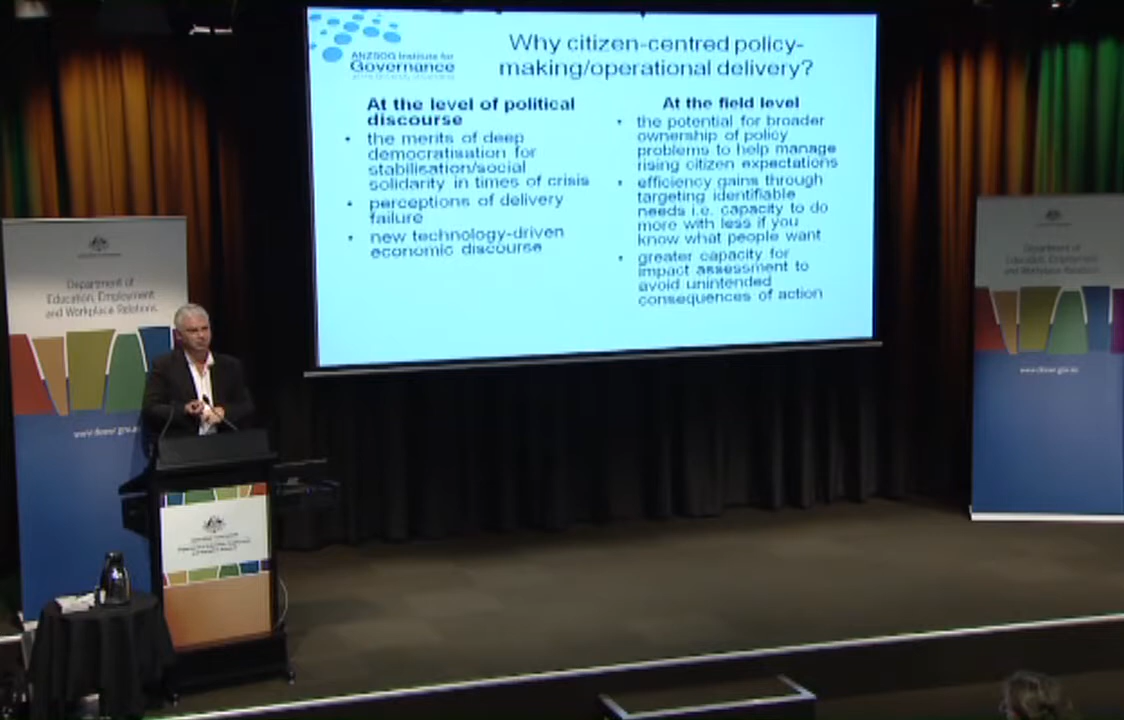 ANZSOG Institute for
Governance
Why citizen-centred policy-
making/operational delivery?
At the level of political
discourse
• the merits of deep
democratisation for
stabilisation/social
solidarity in times of crisis
• perceptions of delivery
failure
• new technology-driven
economic discourse
At the field level
• the potential for broader
ownership of policy
problems to help manage
rising citizen expectations
• efficiency gains through
targeting identifiable
needs i.e. capacity to do
more with less if you
know what people want
• greater capacity for
impact assessment to
avoid unintended
consequences of action
Department of
Education, Employment
and Workplace Relations
Department of
Education, Employment
and Workplace Relations